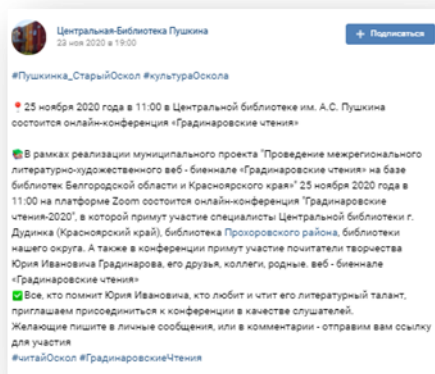 Центральная-Библиотека Пушкина
23 ноя 2020 в 19:00
Подписаться
#Пушкинка_СтарыйОскол #культураОскола
25 ноября 2020 года в 11:00 в Центральной библиотеке им. А.С. Пушкина
состоится онлайн-конференция «Градинаровские чтения»
В рамках реализации муниципального проекта "Проведение межрегионального
литературно-художественного веб - биеннале «Градинаровские чтения» на базе
библиотек Белгородской области и Красноярского края»" 25 ноября 2020 года в
11:00 на платформе Zoom состоится онлайн-конференция "Градинаровские
чтения-2020", в которой примут участие специалисты Центральной библиотеки г.
Дудинка (Красноярский край), библиотека Прохоровского района, библиотеки
нашего округа. А также в конференции примут участие почитатели творчества
Юрия Ивановича Градинарова, его друзья, коллеги, родные. веб - биеннале
«Градинаровские чтения»
Все, кто помнит Юрия Ивановича, кто любит и чтит его литературный талант,
приглашаем присоединиться к конференции в качестве слушателей.
Желающие пишите в личные сообщения, или в комментарии - отправим вам ссылку
для участия
#читайОскол #ГрадинаровскиеЧтения